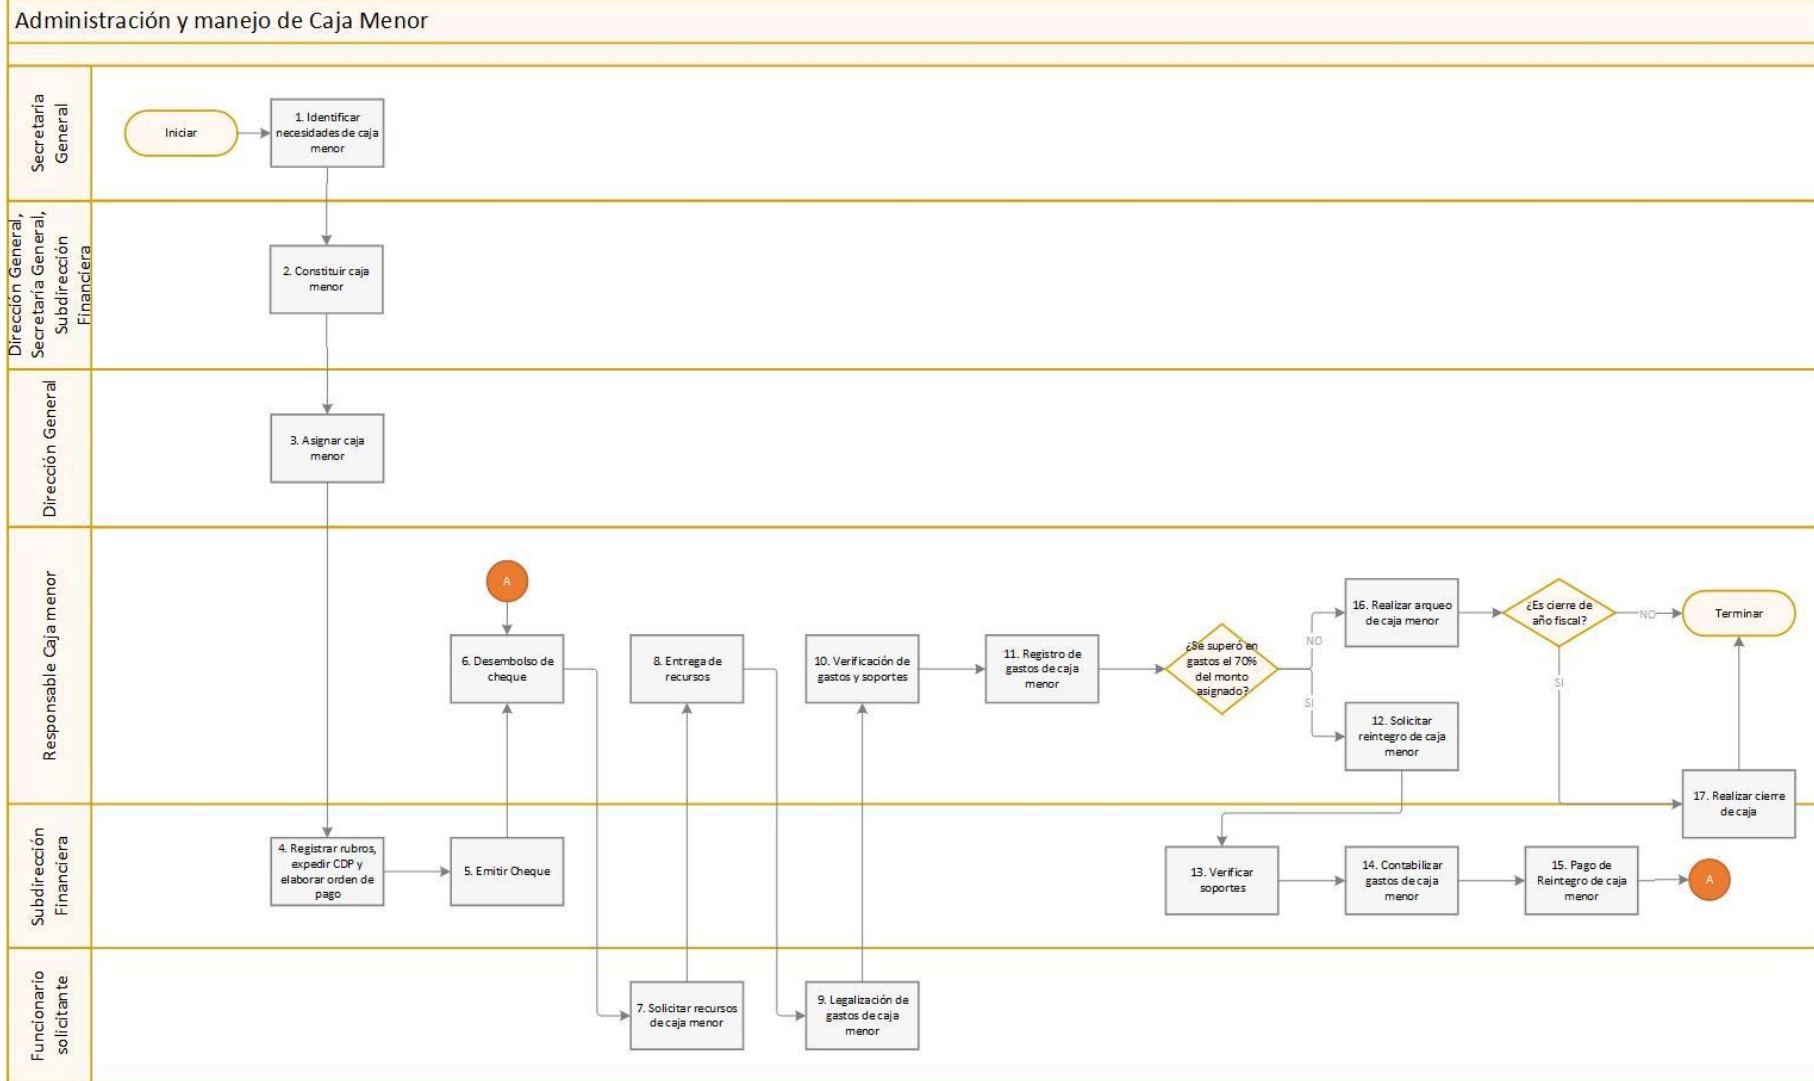 Administración y manejo de Caja Menor
Secretaria
General
Iniciar
1. Identificar
necesidades de caja
menor
Dirección General,
Secretaría General,
Subdirección
Financiera
2. Constituir caja
menor
Dirección General
3. Asignar caja
menor
Responsable Caja menor
A
6. Desembolso de
cheque
8. Entrega de
recursos
10. Verificación de
gastos y soportes
11. Registro de
gastos de caja
menor
¿Se superó en
gastos el 70%
del monto
asignado?
NO
SI
16. Realizar arqueo
de caja menor
12. Solicitar
reintegro de caja
menor
¿Es cierre de
año fiscal?
NO
SI
Terminar
17. Realizar cierre
de caja
Subdirección
Financiera
4. Registrar rubros,
expedir CDP y
elaborar orden de
pago
5. Emitir Cheque
13. Verificar
soportes
14. Contabilizar
gastos de caja
menor
15. Pago de
Reintegro de caja
menor
A
Funcionario
solicitante
7. Solicitar recursos
de caja menor
9. Legalización de
gastos de caja
menor